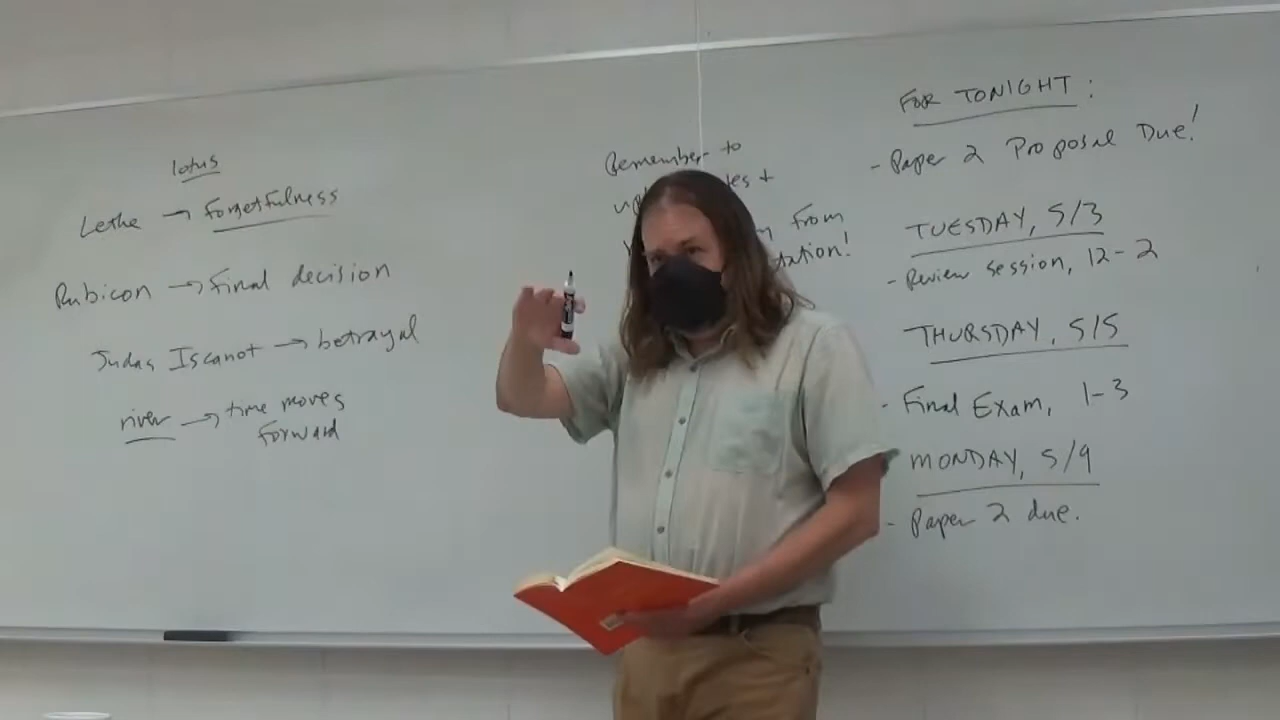 lotus
Lethe → forgetfulness
Rubicon → final decision
Judas Iscariot → betrayal
river → time moves
forward
Remember to
+
from
FOR TONIGHT:
- Paper 2 Proposal Due!
TUESDAY, 5/3
- Review session, 12-2
THURSDAY, 5/5
- Final Exam, 1-3
MONDAY, 5/9
- Paper 2 due.